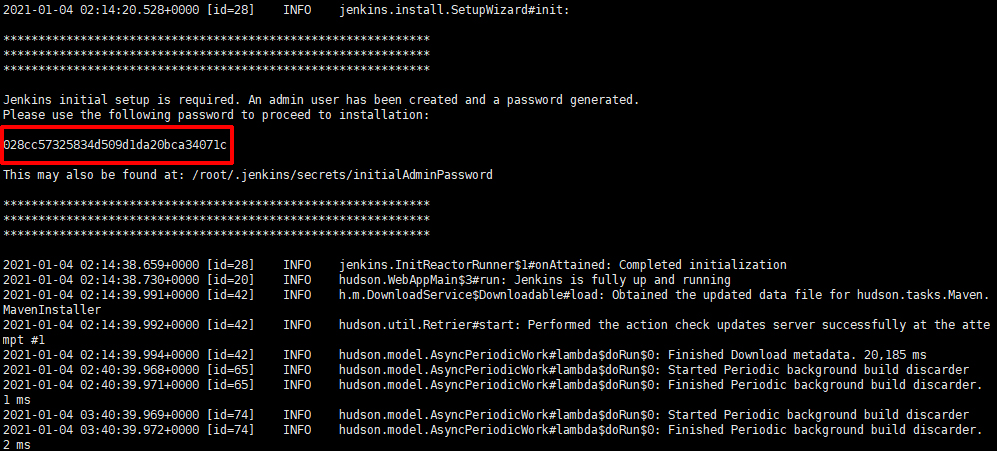 2021-01-04 02:14:20.528+0000 [id=28]    INFO    jenkins.install.SetupWizard#init:
*************************************************************
*************************************************************
*************************************************************
Jenkins initial setup is required. An admin user has been created and a password generated.
Please use the following password to proceed to installation:
028cc57325834d509d1da20bca34071c
This may also be found at: /root/.jenkins/secrets/initialAdminPassword
*************************************************************
*************************************************************
*************************************************************
2021-01-04 02:14:38.659+0000 [id=28]    INFO    jenkins.InitReactorRunner$1#onAttained: Completed initialization
2021-01-04 02:14:38.730+0000 [id=20]    INFO    hudson.WebAppMain$3#run: Jenkins is fully up and running
2021-01-04 02:14:39.991+0000 [id=42]    INFO    h.m.DownloadService$Downloadable#load: Obtained the updated data file for hudson.tasks.Maven.
MavenInstaller
2021-01-04 02:14:39.992+0000 [id=42]    INFO    hudson.util.Retrier#start: Performed the action check updates server successfully at the atte
mpt #1
2021-01-04 02:14:39.994+0000 [id=42]    INFO    hudson.model.AsyncPeriodicWork#lambda$doRun$0: Finished Download metadata. 20,185 ms
2021-01-04 02:40:39.968+0000 [id=65]    INFO    hudson.model.AsyncPeriodicWork#lambda$doRun$0: Started Periodic background build discarder
2021-01-04 02:40:39.971+0000 [id=65]    INFO    hudson.model.AsyncPeriodicWork#lambda$doRun$0: Finished Periodic background build discarder.
1 ms
2021-01-04 03:40:39.969+0000 [id=74]    INFO    hudson.model.AsyncPeriodicWork#lambda$doRun$0: Started Periodic background build discarder
2021-01-04 03:40:39.972+0000 [id=74]    INFO    hudson.model.AsyncPeriodicWork#lambda$doRun$0: Finished Periodic background build discarder.
2 ms